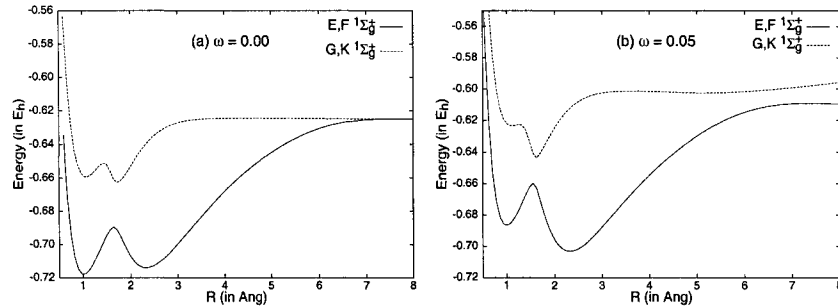 -0.56
-0.58
-0.60
-0.62
-0.64
-0.66
-0.68
-0.70
-0.72
Energy (in E_h)
1 2 3 4 5 6 7 8
R (in Ang)
(a) ω = 0.00
E,F ¹Σg⁺
G,K ¹Σg⁺
-0.56
-0.58
-0.60
-0.62
-0.64
-0.66
-0.68
-0.70
-0.72
Energy (in E_h)
1 2 3 4 5 6 7 8
R (in Ang)
(b) ω = 0.05
E,F ¹Σg⁺
G,K ¹Σg⁺